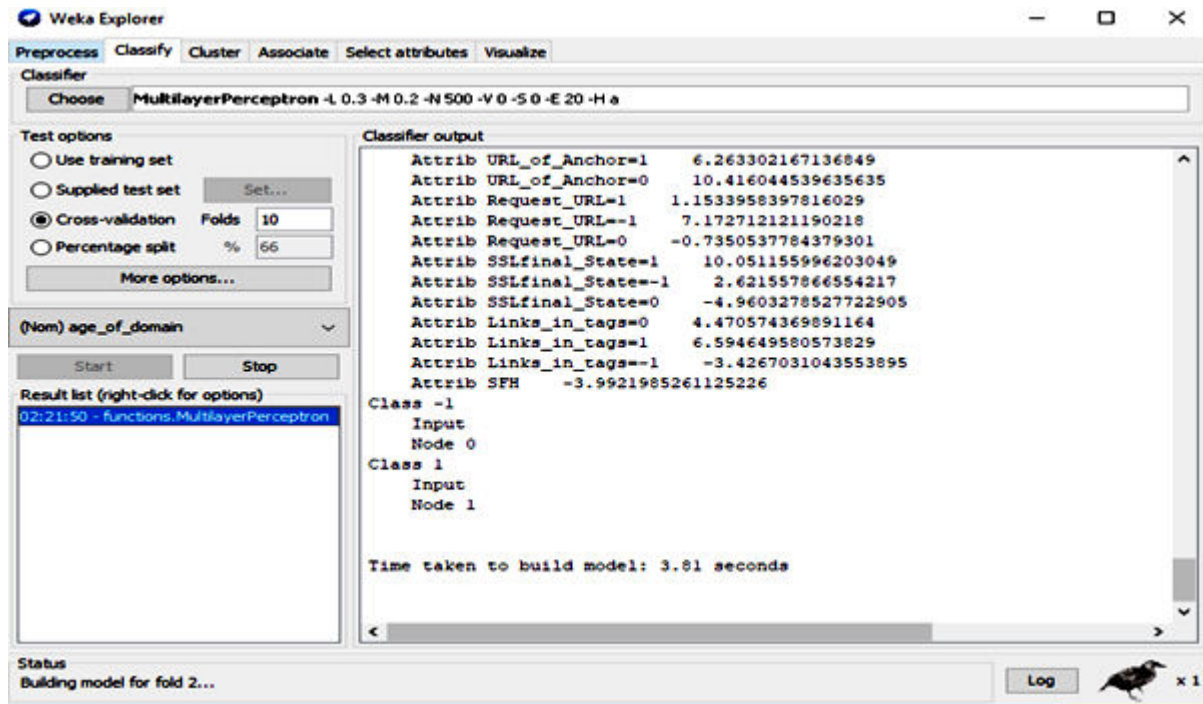 Weka Explorer
Preprocess Classify Cluster Associate Select attributes Visualize
Classifier
Choose MultilayerPerceptron -L 0.3 -M 0.2 -N 500 -V 0 -S 0 -E 20 -H a
Test options
Use training set
Supplied test set Set...
Cross-validation Folds 10
Percentage split % 66
More options...
(Nom) age_of_domain
Start Stop
Result list (right-click for options)
02:21:50 - functions.MultilayerPerceptron
Classifier output
Attrib URL_of_Anchor=1 6.263302167136849
Attrib URL_of_Anchor=0 10.416044539635635
Attrib Request_URL=1 1.1533958397816029
Attrib Request_URL=-1 7.172712121190218
Attrib Request_URL=0 -0.7350537784379301
Attrib SSLfinal_State=1 10.051155996203049
Attrib SSLfinal_State=-1 2.621557866554217
Attrib SSLfinal_State=0 -4.9603278527722905
Attrib Links_in_tags=0 4.470574369891164
Attrib Links_in_tags=1 6.594649580573829
Attrib Links_in_tags=-1 -3.4267031043553895
Attrib SFH -3.9921985261125226
Class -1
Input
Node 0
Class 1
Input
Node 1
Time taken to build model: 3.81 seconds
Status
Building model for fold 2...
Log
x 1